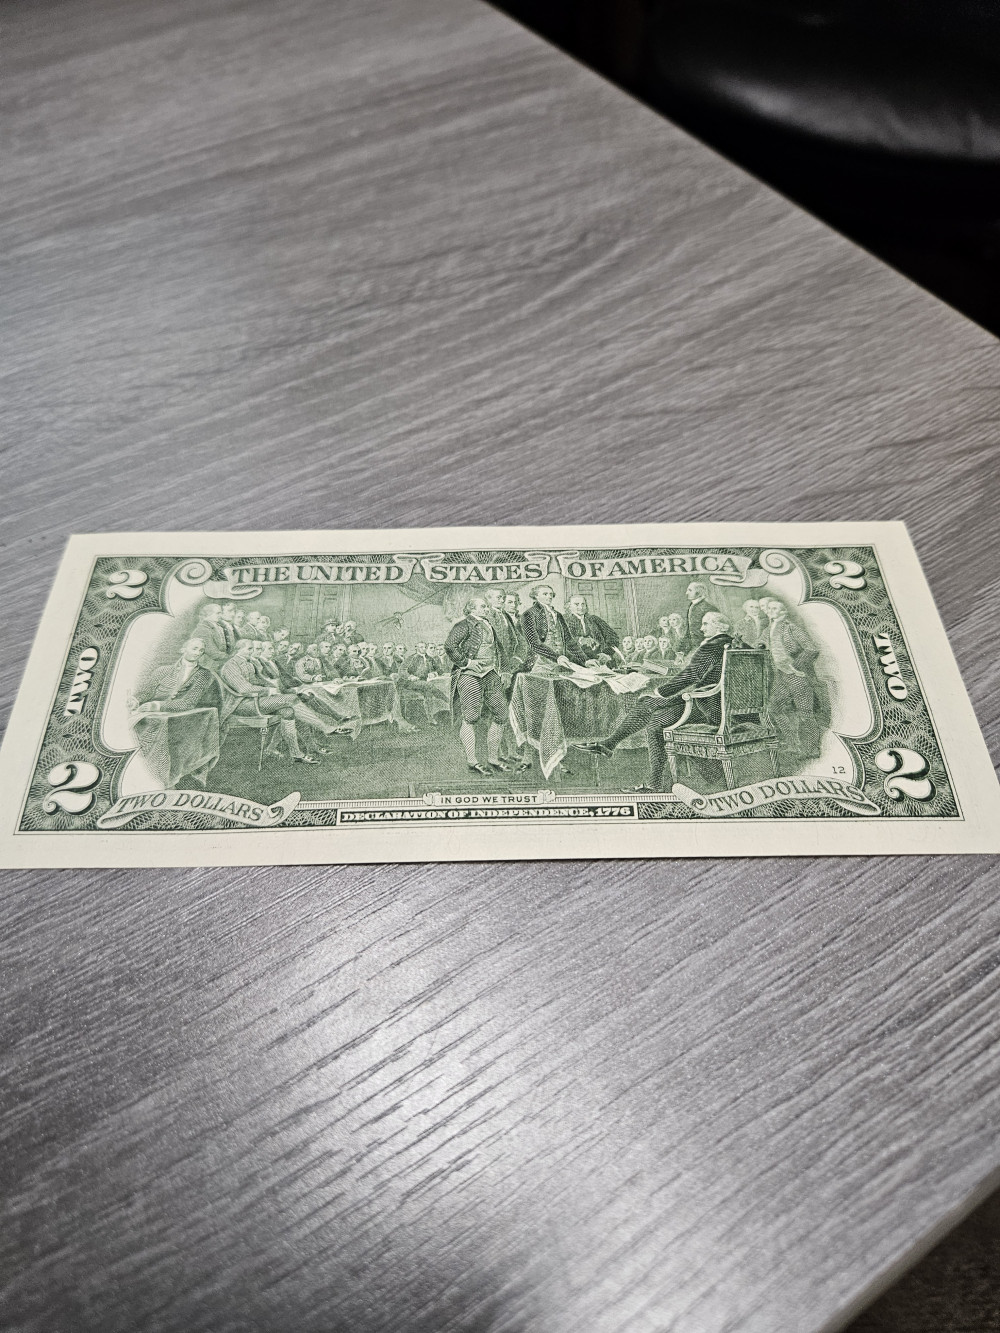 2
THE UNITED STATES OF AMERICA
2
TWO
TWO
2
12
2
TWO DOLLARS
IN GOD WE TRUST
TWO DOLLARS
DECLARATION OF INDEPENDENCE, 1776